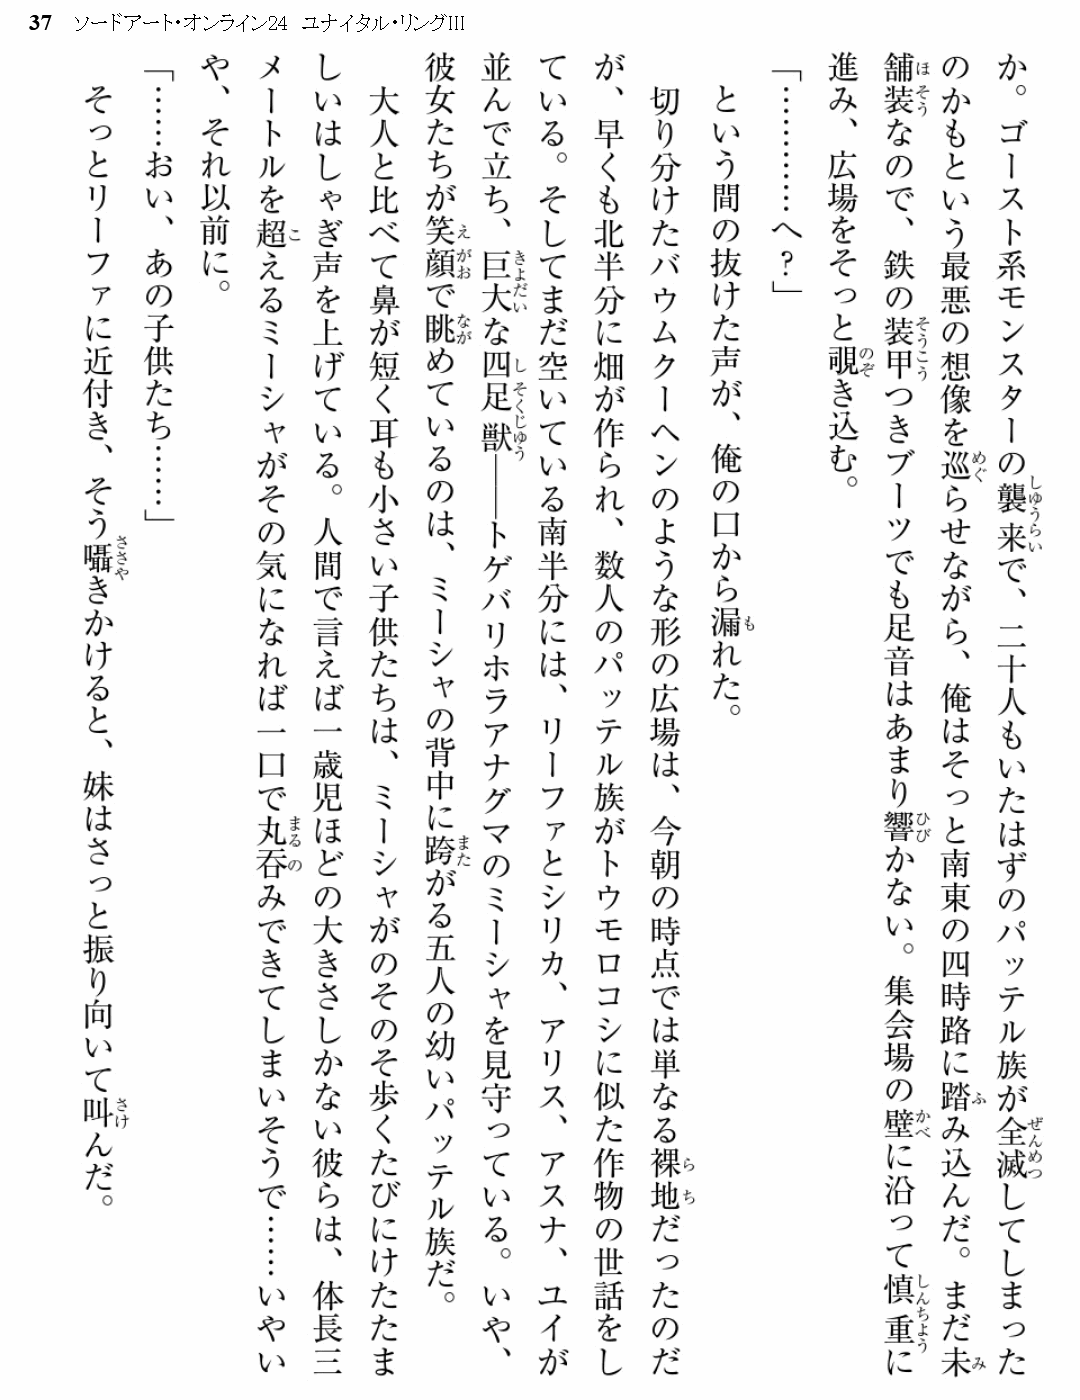 37 ソードアート・オンライン24 ユナイタル・リングⅢ
か。ゴースト系モンスターの襲来で、二十人もいたはずのパッテル族が全滅してしまった
のかもという最悪の想像を巡らせながら、俺はそっと南東の四時路に踏み込んだ。まだ未
舗装なので、鉄の装甲つきブーツでも足音はあまり響かない。集会場の壁に沿って慎重に
進み、広場をそっと覗き込む。
「…………へ？」
という間の抜けた声が、俺の口から漏れた。
切り分けたバウムクーヘンのような形の広場は、今朝の時点では単なる裸地だったのだ
が、早くも北半分に畑が作られ、数人のパッテル族がトウモロコシに似た作物の世話をし
ている。そしてまだ空いている南半分には、リーファとシリカ、アリス、アスナ、ユイが
並んで立ち、巨大な四足獣――トゲバリホラアナグマのミーシャを見守っている。いや、
彼女たちが笑顔で眺めているのは、ミーシャの背中に跨がる五人の幼いパッテル族だ。
大人と比べて鼻が短く耳も小さい子供たちは、ミーシャがのそのそ歩くたびにけたたま
しいはしゃぎ声を上げている。人間で言えば一歳児ほどの大きさしかない彼らは、体長三
メートルを超えるミーシャがその気になれば一口で丸呑みできてしまいそうで……いやい
や、それ以前に。
「……おい、あの子供たち……」
そっとリーファに近付き、そう囁きかけると、妹はさっと振り向いて叫んだ。